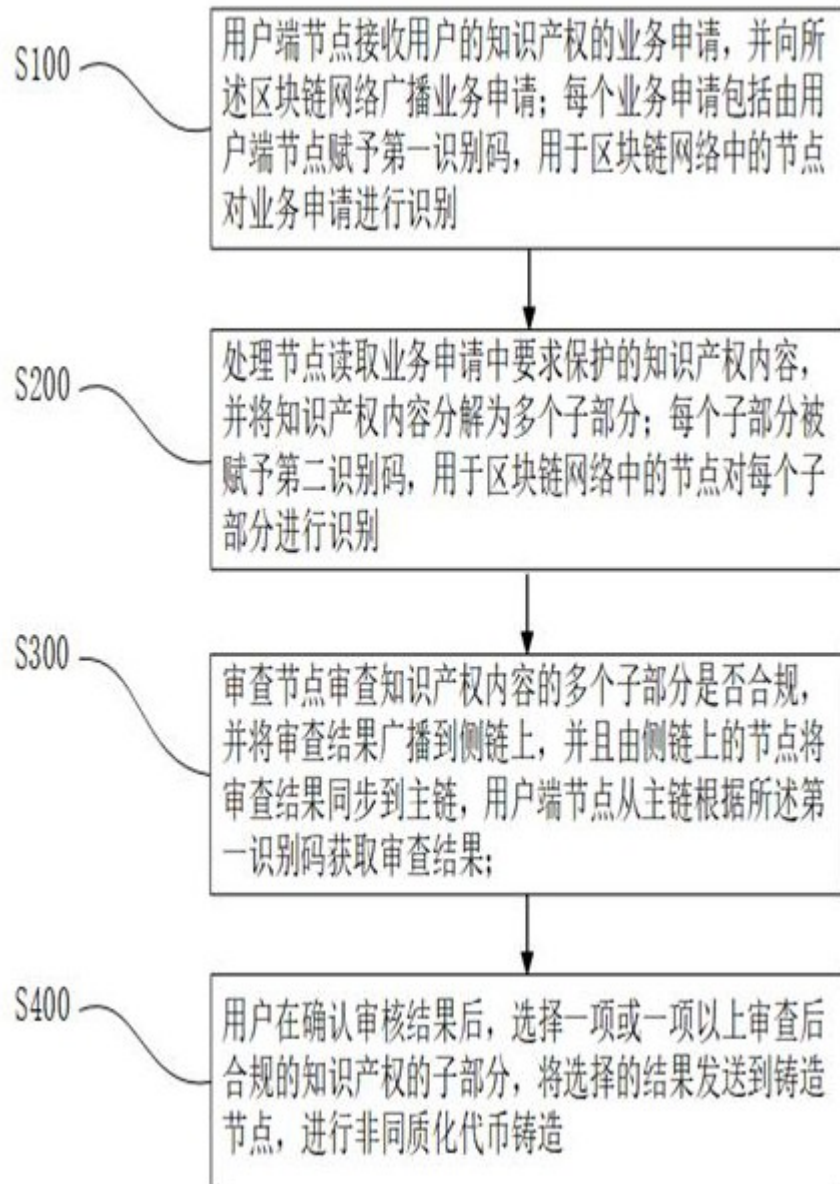 S100
用户端节点接收用户的知识产权的业务申请，并向所
述区块链网络广播业务申请；每个业务申请包括由用
户端节点赋予第一识别码，用于区块链网络中的节点
对业务申请进行识别
S200
处理节点读取业务申请中要求保护的知识产权内容，
并将知识产权内容分解为多个子部分；每个子部分被
赋予第二识别码，用于区块链网络中的节点对每个子
部分进行识别
S300
审查节点审查知识产权内容的多个子部分是否合规，
并将审查结果广播到侧链上，并且由侧链上的节点将
审查结果同步到主链，用户端节点从主链根据所述第
一识别码获取审查结果；
S400
用户在确认审核结果后，选择一项或一项以上审查后
合规的知识产权的子部分，将选择的结果发送到铸造
节点，进行非同质化代币铸造